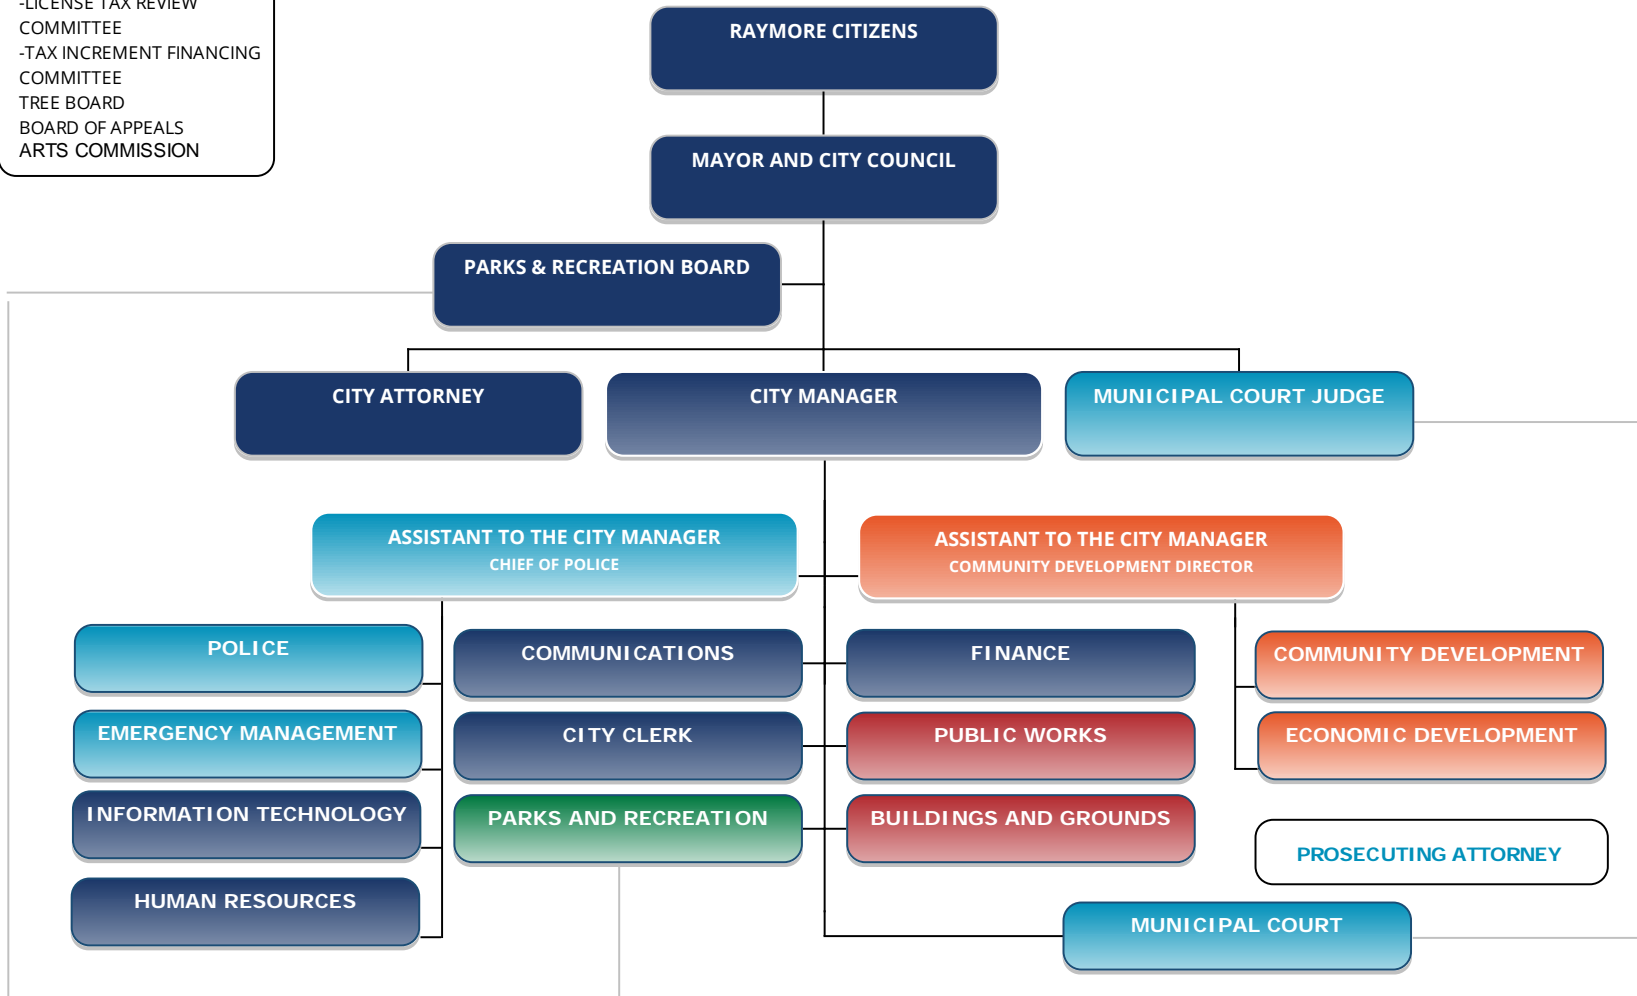 -LICENSE TAX REVIEW
COMMITTEE
-TAX INCREMENT FINANCING
COMMITTEE
TREE BOARD
BOARD OF APPEALS
ARTS COMMISSION
RAYMORE CITIZENS
MAYOR AND CITY COUNCIL
PARKS & RECREATION BOARD
CITY ATTORNEY
CITY MANAGER
MUNICIPAL COURT JUDGE
ASSISTANT TO THE CITY MANAGER
CHIEF OF POLICE
ASSISTANT TO THE CITY MANAGER
COMMUNITY DEVELOPMENT DIRECTOR
POLICE
COMMUNICATIONS
FINANCE
COMMUNITY DEVELOPMENT
EMERGENCY MANAGEMENT
CITY CLERK
PUBLIC WORKS
ECONOMIC DEVELOPMENT
INFORMATION TECHNOLOGY
PARKS AND RECREATION
BUILDINGS AND GROUNDS
PROSECUTING ATTORNEY
HUMAN RESOURCES
MUNICIPAL COURT